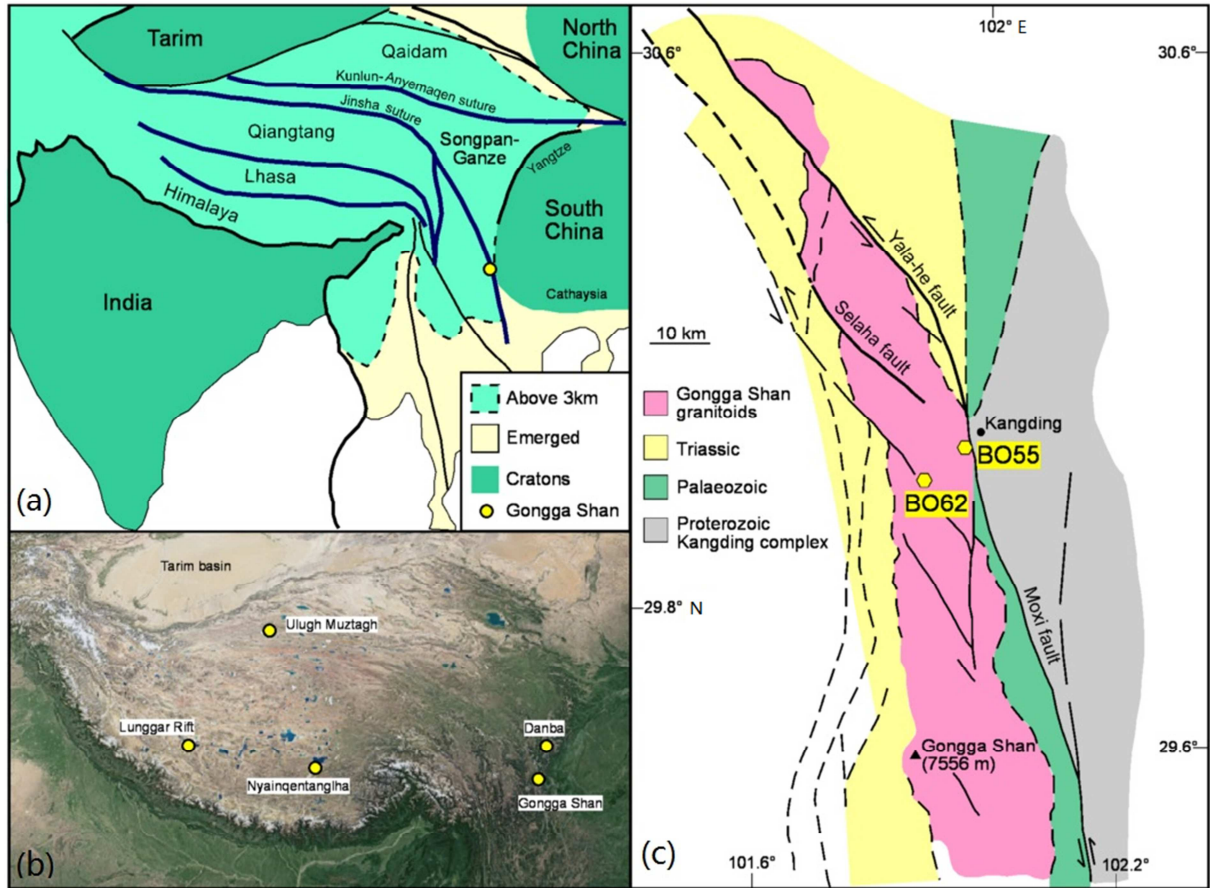 Tarim
North
China
Qaidam
Kunlun-Anyemaqen suture
Jinsha suture
Qiangtang
Songpan-
Ganze
Yangtze
Lhasa
Himalaya
South
China
India
Cathaysia
Above 3km
Emerged
Cratons
Gongga Shan
(a)
Tarim basin
Ulugh Muztagh
Lunggar Rift
Danba
Nyainqentanglha
Gongga Shan
(b)
102° E
30.6°
30.6°
Yala-he fault
Selaha fault
10 km
Gongga Shan
granitoids
Triassic
Palaeozoic
Proterozoic
Kangding complex
Kangding
BO55
BO62
29.8° N
Moxi fault
Gongga Shan
(7556 m)
29.6°
(c)
101.6°
102.2°